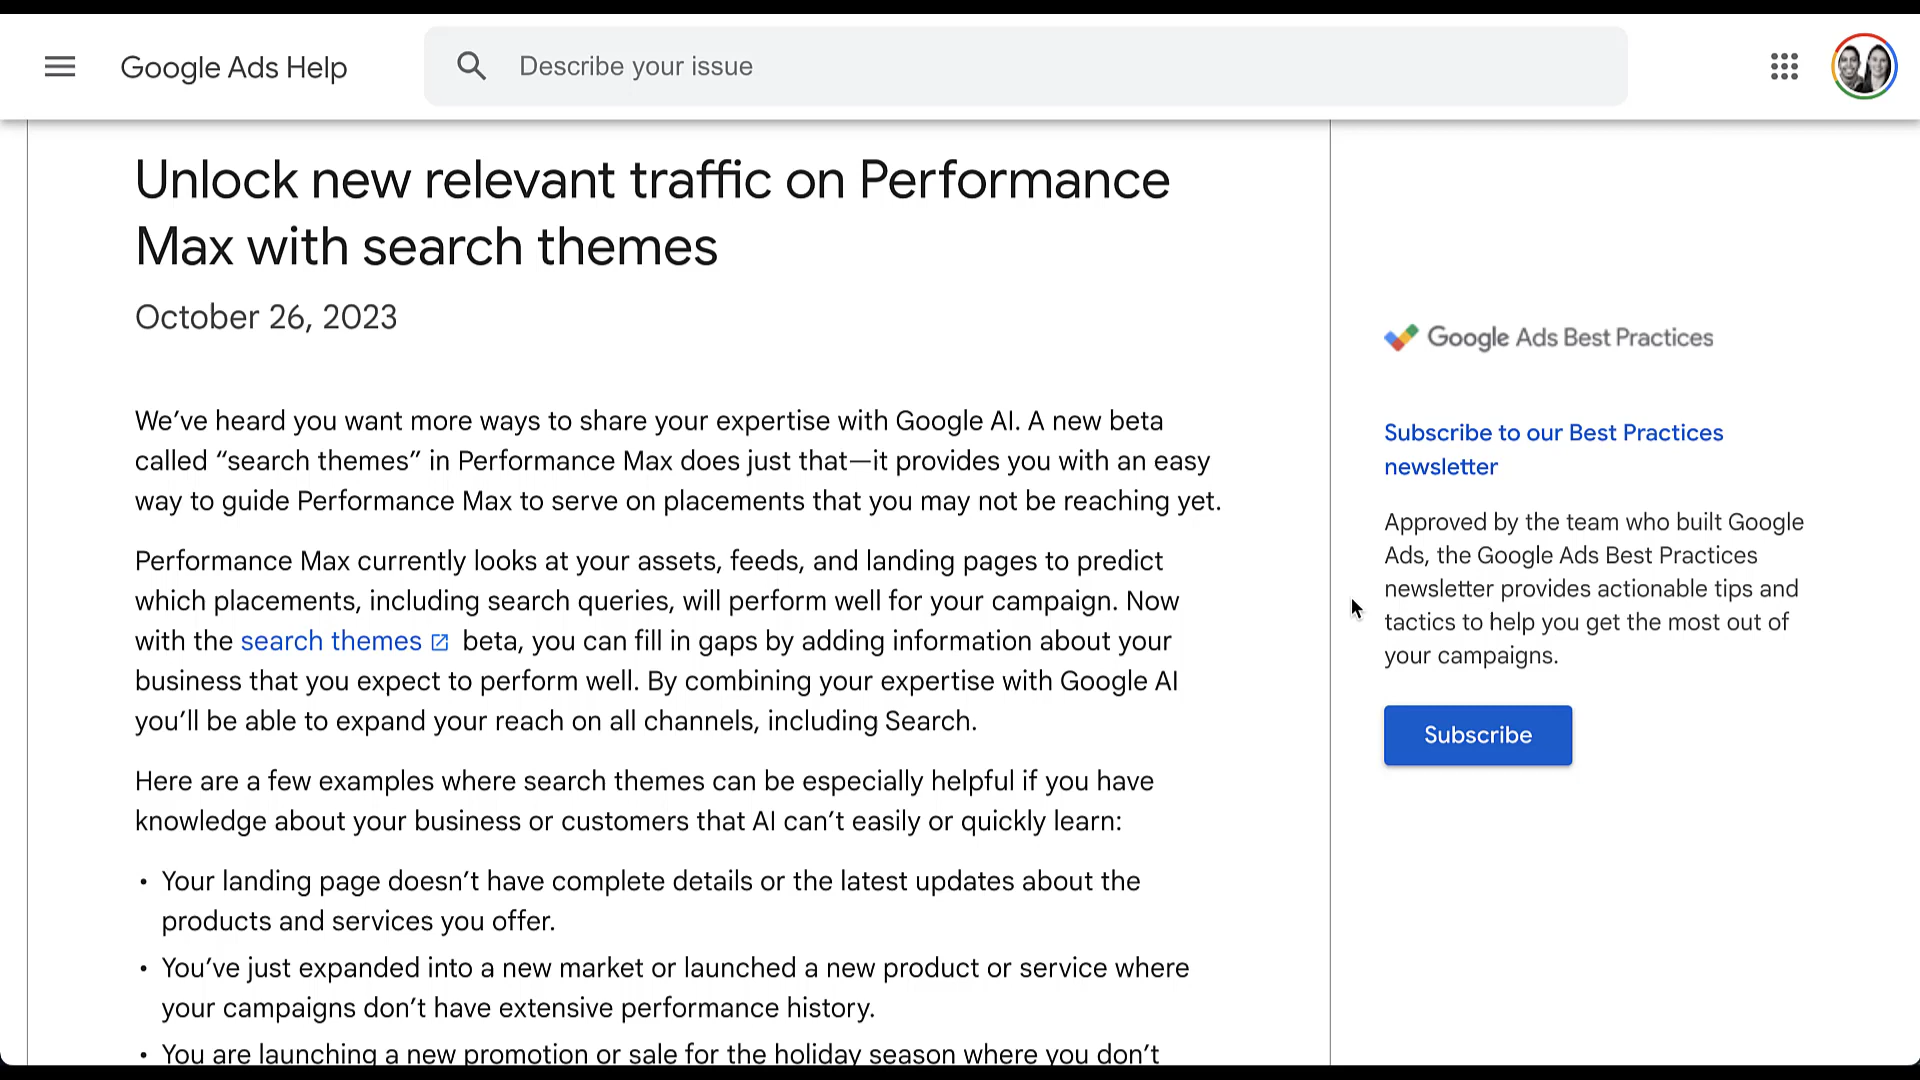 Google Ads Help
Describe your issue
Unlock new relevant traffic on Performance
Max with search themes
October 26, 2023
We’ve heard you want more ways to share your expertise with Google AI. A new beta
called “search themes” in Performance Max does just that—it provides you with an easy
way to guide Performance Max to serve on placements that you may not be reaching yet.
Performance Max currently looks at your assets, feeds, and landing pages to predict
which placements, including search queries, will perform well for your campaign. Now
with the search themes beta, you can fill in gaps by adding information about your
business that you expect to perform well. By combining your expertise with Google AI
you’ll be able to expand your reach on all channels, including Search.
Here are a few examples where search themes can be especially helpful if you have
knowledge about your business or customers that AI can’t easily or quickly learn:
• Your landing page doesn’t have complete details or the latest updates about the
products and services you offer.
• You’ve just expanded into a new market or launched a new product or service where
your campaigns don’t have extensive performance history.
• You are launching a new promotion or sale for the holiday season where you don’t
Google Ads Best Practices
Subscribe to our Best Practices
newsletter
Approved by the team who built Google
Ads, the Google Ads Best Practices
newsletter provides actionable tips and
tactics to help you get the most out of
your campaigns.
Subscribe